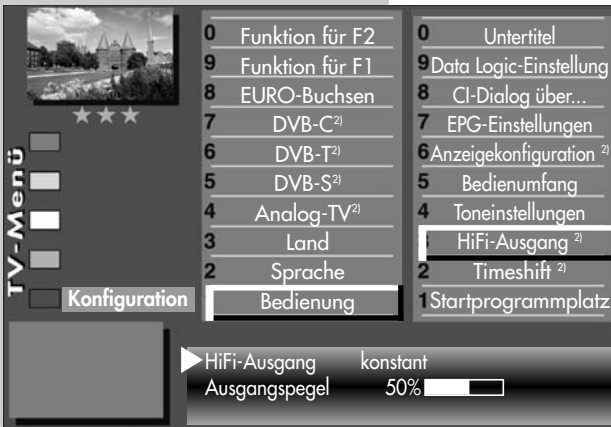 TV-Menü
Konfiguration
0 Funktion für F2
9 Funktion für F1
8 EURO-Buchsen
7 DVB-C2)
6 DVB-T2)
5 DVB-S2)
4 Analog-TV2)
3 Land
2 Sprache
Bedienung
0 Untertitel
9 Data Logic-Einstellung
8 CI-Dialog über...
7 EPG-Einstellungen
6 Anzeigekonfiguration 2)
5 Bedienumfang
4 Toneinstellungen
3 HiFi-Ausgang 2)
2 Timeshift 2)
1 Startprogrammplatz
HiFi-Ausgang konstant
Ausgangspegel 50%